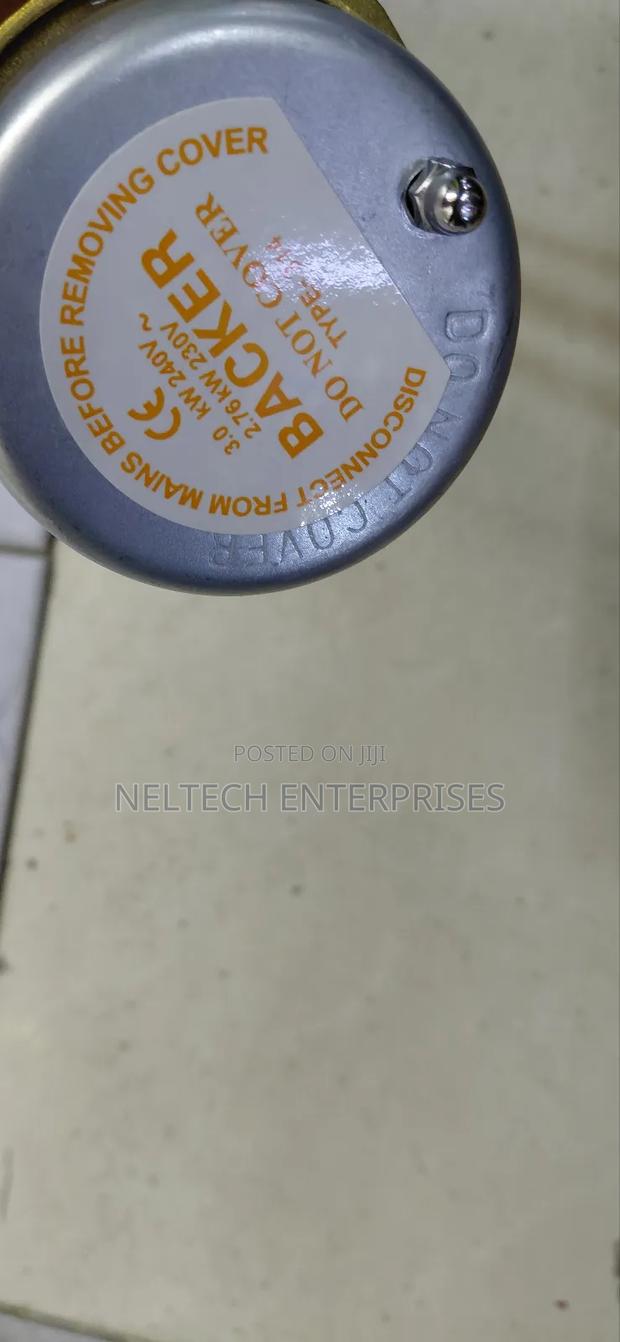 DISCONNECT FROM MAINS BEFORE REMOVING COVER
CE
3.0 kW 240V ~
2.76kW 230V
BACKER
DO NOT COVER
TYPE.
DO NOT COVER
POSTED ON JIJI
NELTECH ENTERPRISES